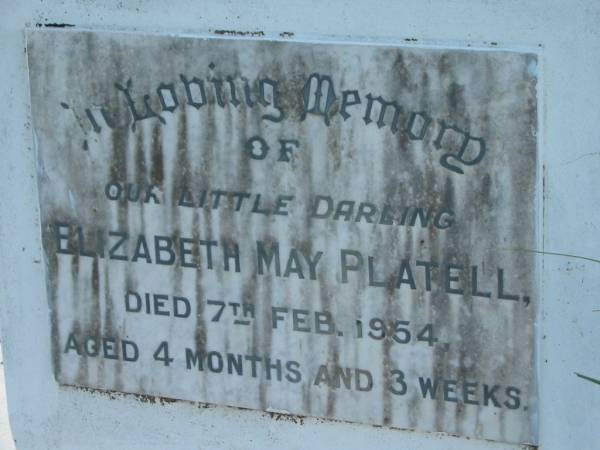 In Loving Memory
OF
OUR LITTLE DARLING
ELIZABETH MAY PLATELL,
DIED 7TH FEB. 1954.
AGED 4 MONTHS AND 3 WEEKS.